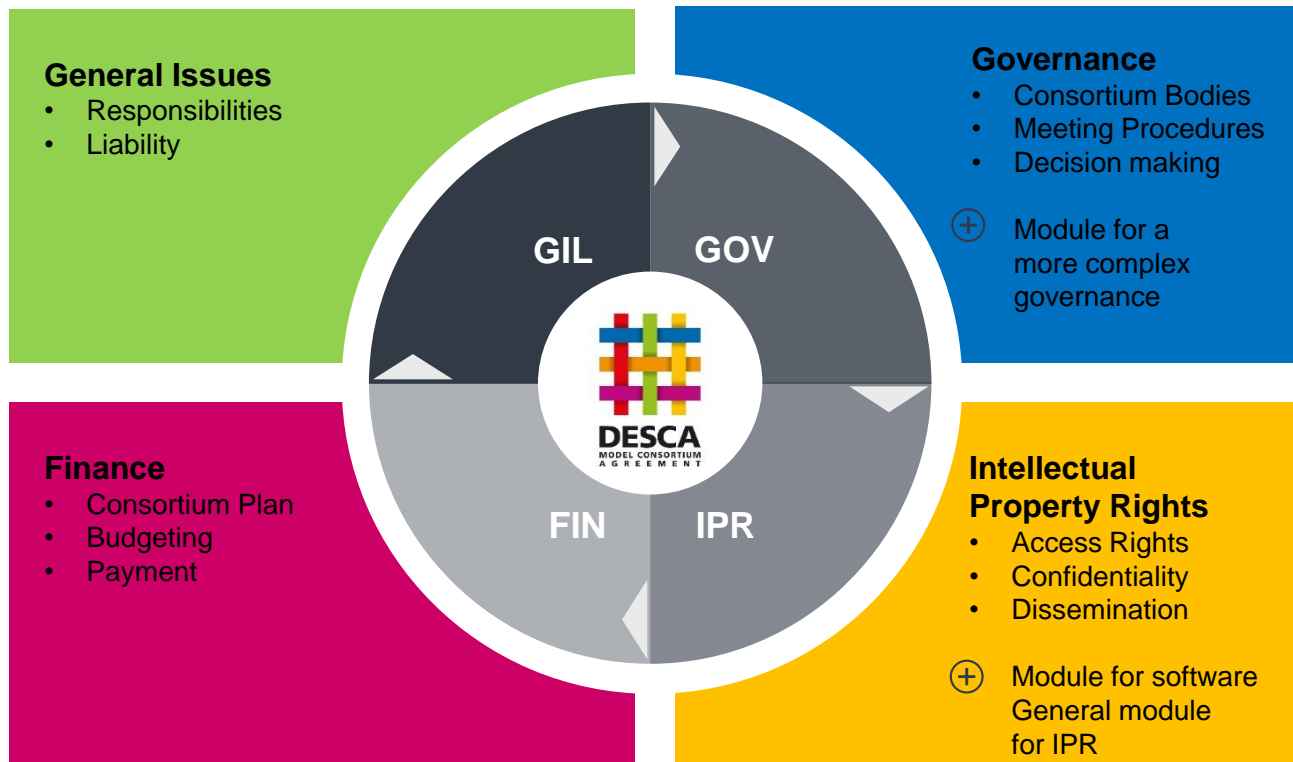 General Issues
• Responsibilities
• Liability
Governance
• Consortium Bodies
• Meeting Procedures
• Decision making
Module for a
more complex
governance
GIL
GOV
DESCA
MODEL CONSORTIUM
AGREEMENT
FIN
IPR
Finance
• Consortium Plan
• Budgeting
• Payment
Intellectual
Property Rights
• Access Rights
• Confidentiality
• Dissemination
Module for software
General module
for IPR